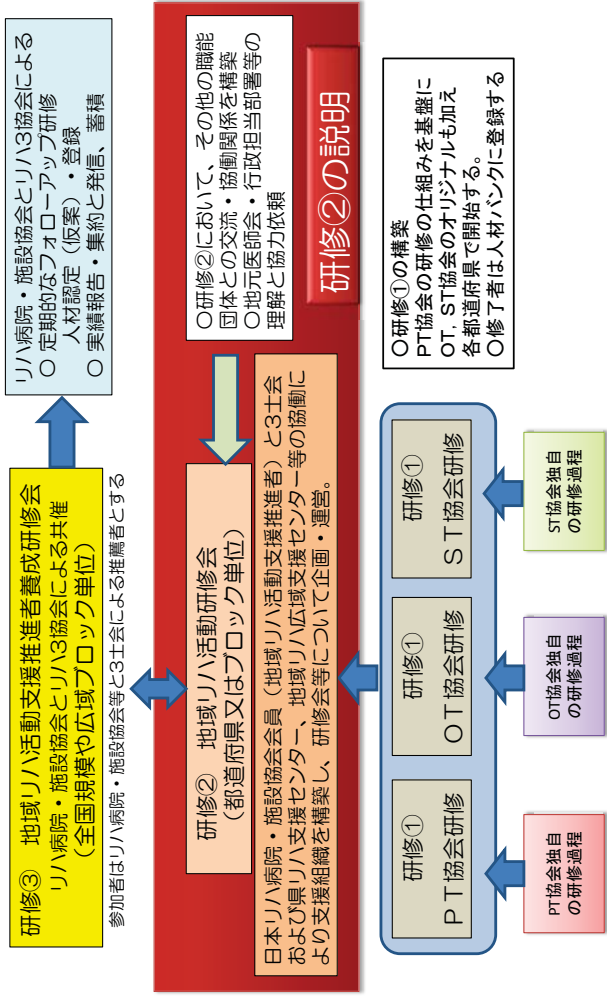 研修③　地域リハ活動支援推進者養成研修会
リハ病院・施設協会とリハ3協会による共催
（全国規模や広域ブロック単位）
参加者はリハ病院・施設協会等と3士会による推薦者とする
リハ病院・施設協会とリハ3協会による
○ 定期的なフォローアップ研修
人材認定（仮案）・登録
○ 実績報告・集約と発信、蓄積
研修②　地域リハ活動研修会
（都道府県又はブロック単位）
○研修②において、その他の職能
団体との交流・協働関係を構築
○地元医師会・行政担当部署等の
理解と協力依頼
日本リハ病院・施設協会会員（地域リハ活動支援推進者）と3士会
および県リハ支援センター、地域リハ広域支援センター等の協働に
より支援組織を構築し、研修会等について企画・運営。
研修②の説明
研修①
ＰＴ協会研修
研修①
ＯＴ協会研修
研修①
ＳＴ協会研修
○研修①の構築
PT協会の研修の仕組みを基盤に
OT, ST協会のオリジナルも加え
各都道府県で開始する。
○修了者は人材バンクに登録する
PT協会独自
の研修過程
OT協会独自
の研修過程
ST協会独自
の研修過程